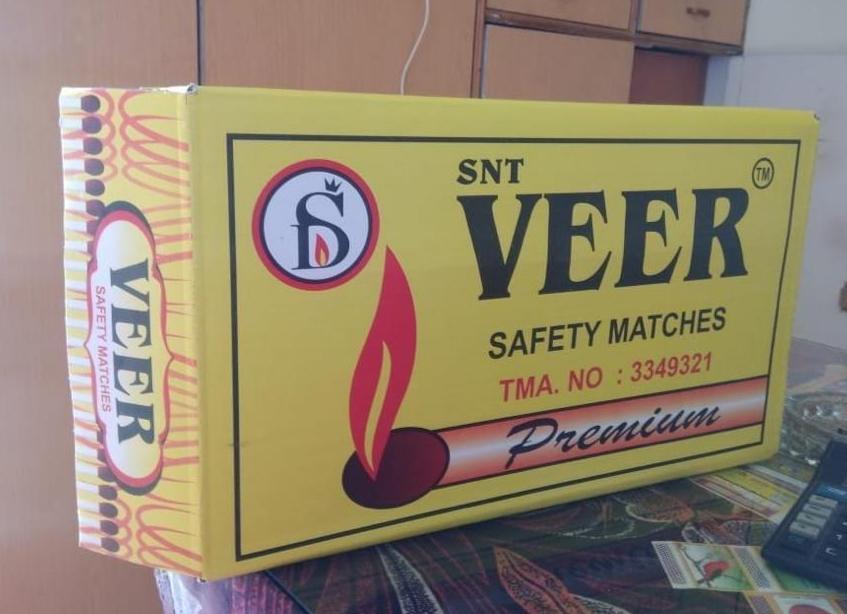 SNT
VEER
TM
SAFETY MATCHES
TMA. NO : 3349321
Premium
VEER
SAFETY MATCHES